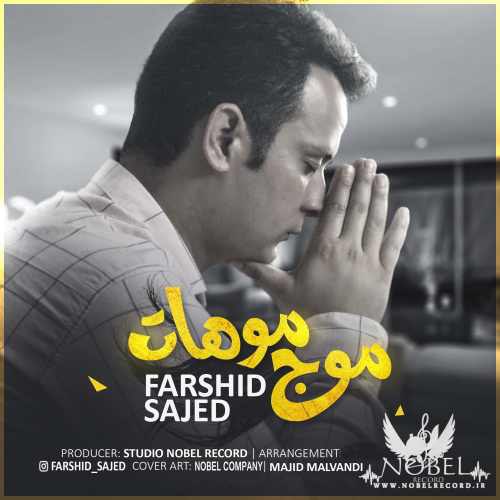 موج موهات
FARSHID
SAJED
PRODUCER: STUDIO NOBEL RECORD | ARRANGEMENT
FARSHID_SAJED COVER ART: NOBEL COMPANY| MAJID MALVANDI
NOBEL
RECORD
WWW.NOBELRECORD.IR